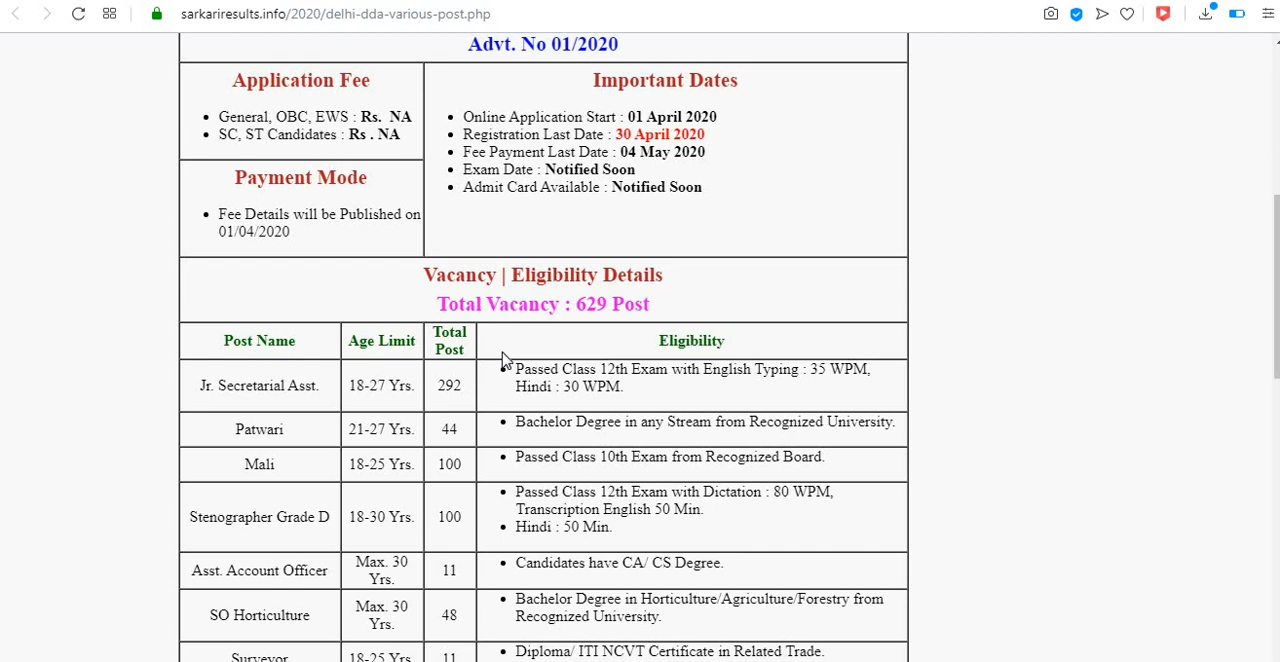 sarkariresults.info/2020/delhi-dda-various-post.php
Advt. No 01/2020
Application Fee
General, OBC, EWS : Rs. NA
SC, ST Candidates : Rs . NA
Payment Mode
Fee Details will be Published on
01/04/2020
Important Dates
Online Application Start : 01 April 2020
Registration Last Date : 30 April 2020
Fee Payment Last Date : 04 May 2020
Exam Date : Notified Soon
Admit Card Available : Notified Soon
Vacancy | Eligibility Details
Total Vacancy : 629 Post
Post Name Age Limit Total Post Eligibility
Jr. Secretarial Asst. 18-27 Yrs. 292 Passed Class 12th Exam with English Typing : 35 WPM,
Hindi : 30 WPM.
Patwari 21-27 Yrs. 44 Bachelor Degree in any Stream from Recognized University.
Mali 18-25 Yrs. 100 Passed Class 10th Exam from Recognized Board.
Stenographer Grade D 18-30 Yrs. 100 Passed Class 12th Exam with Dictation : 80 WPM,
Transcription English 50 Min.
Hindi : 50 Min.
Asst. Account Officer Max. 30 Yrs. 11 Candidates have CA/ CS Degree.
SO Horticulture Max. 30 Yrs. 48 Bachelor Degree in Horticulture/Agriculture/Forestry from
Recognized University.
Surveyor 18-25 Yrs. 11 Diploma/ ITI NCVT Certificate in Related Trade.